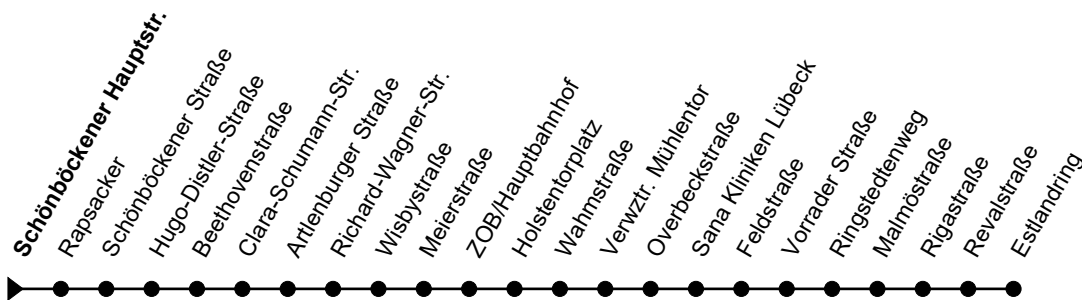 Schönböckener Hauptstr.
Rapsacker
Schönböckener Straße
Hugo-Distler-Straße
Beethovenstraße
Clara-Schumann-Str.
Artlenburger Straße
Richard-Wagner-Str.
Wisbystraße
Meierstraße
ZOB/Hauptbahnhof
Holstentorplatz
Wahmstraße
Verwztr. Mühlentor
Overbeckstraße
Sana Kliniken Lübeck
Feldstraße
Vorrader Straße
Ringstedtenweg
Malmöstraße
Rigastraße
Revalstraße
Estlandring